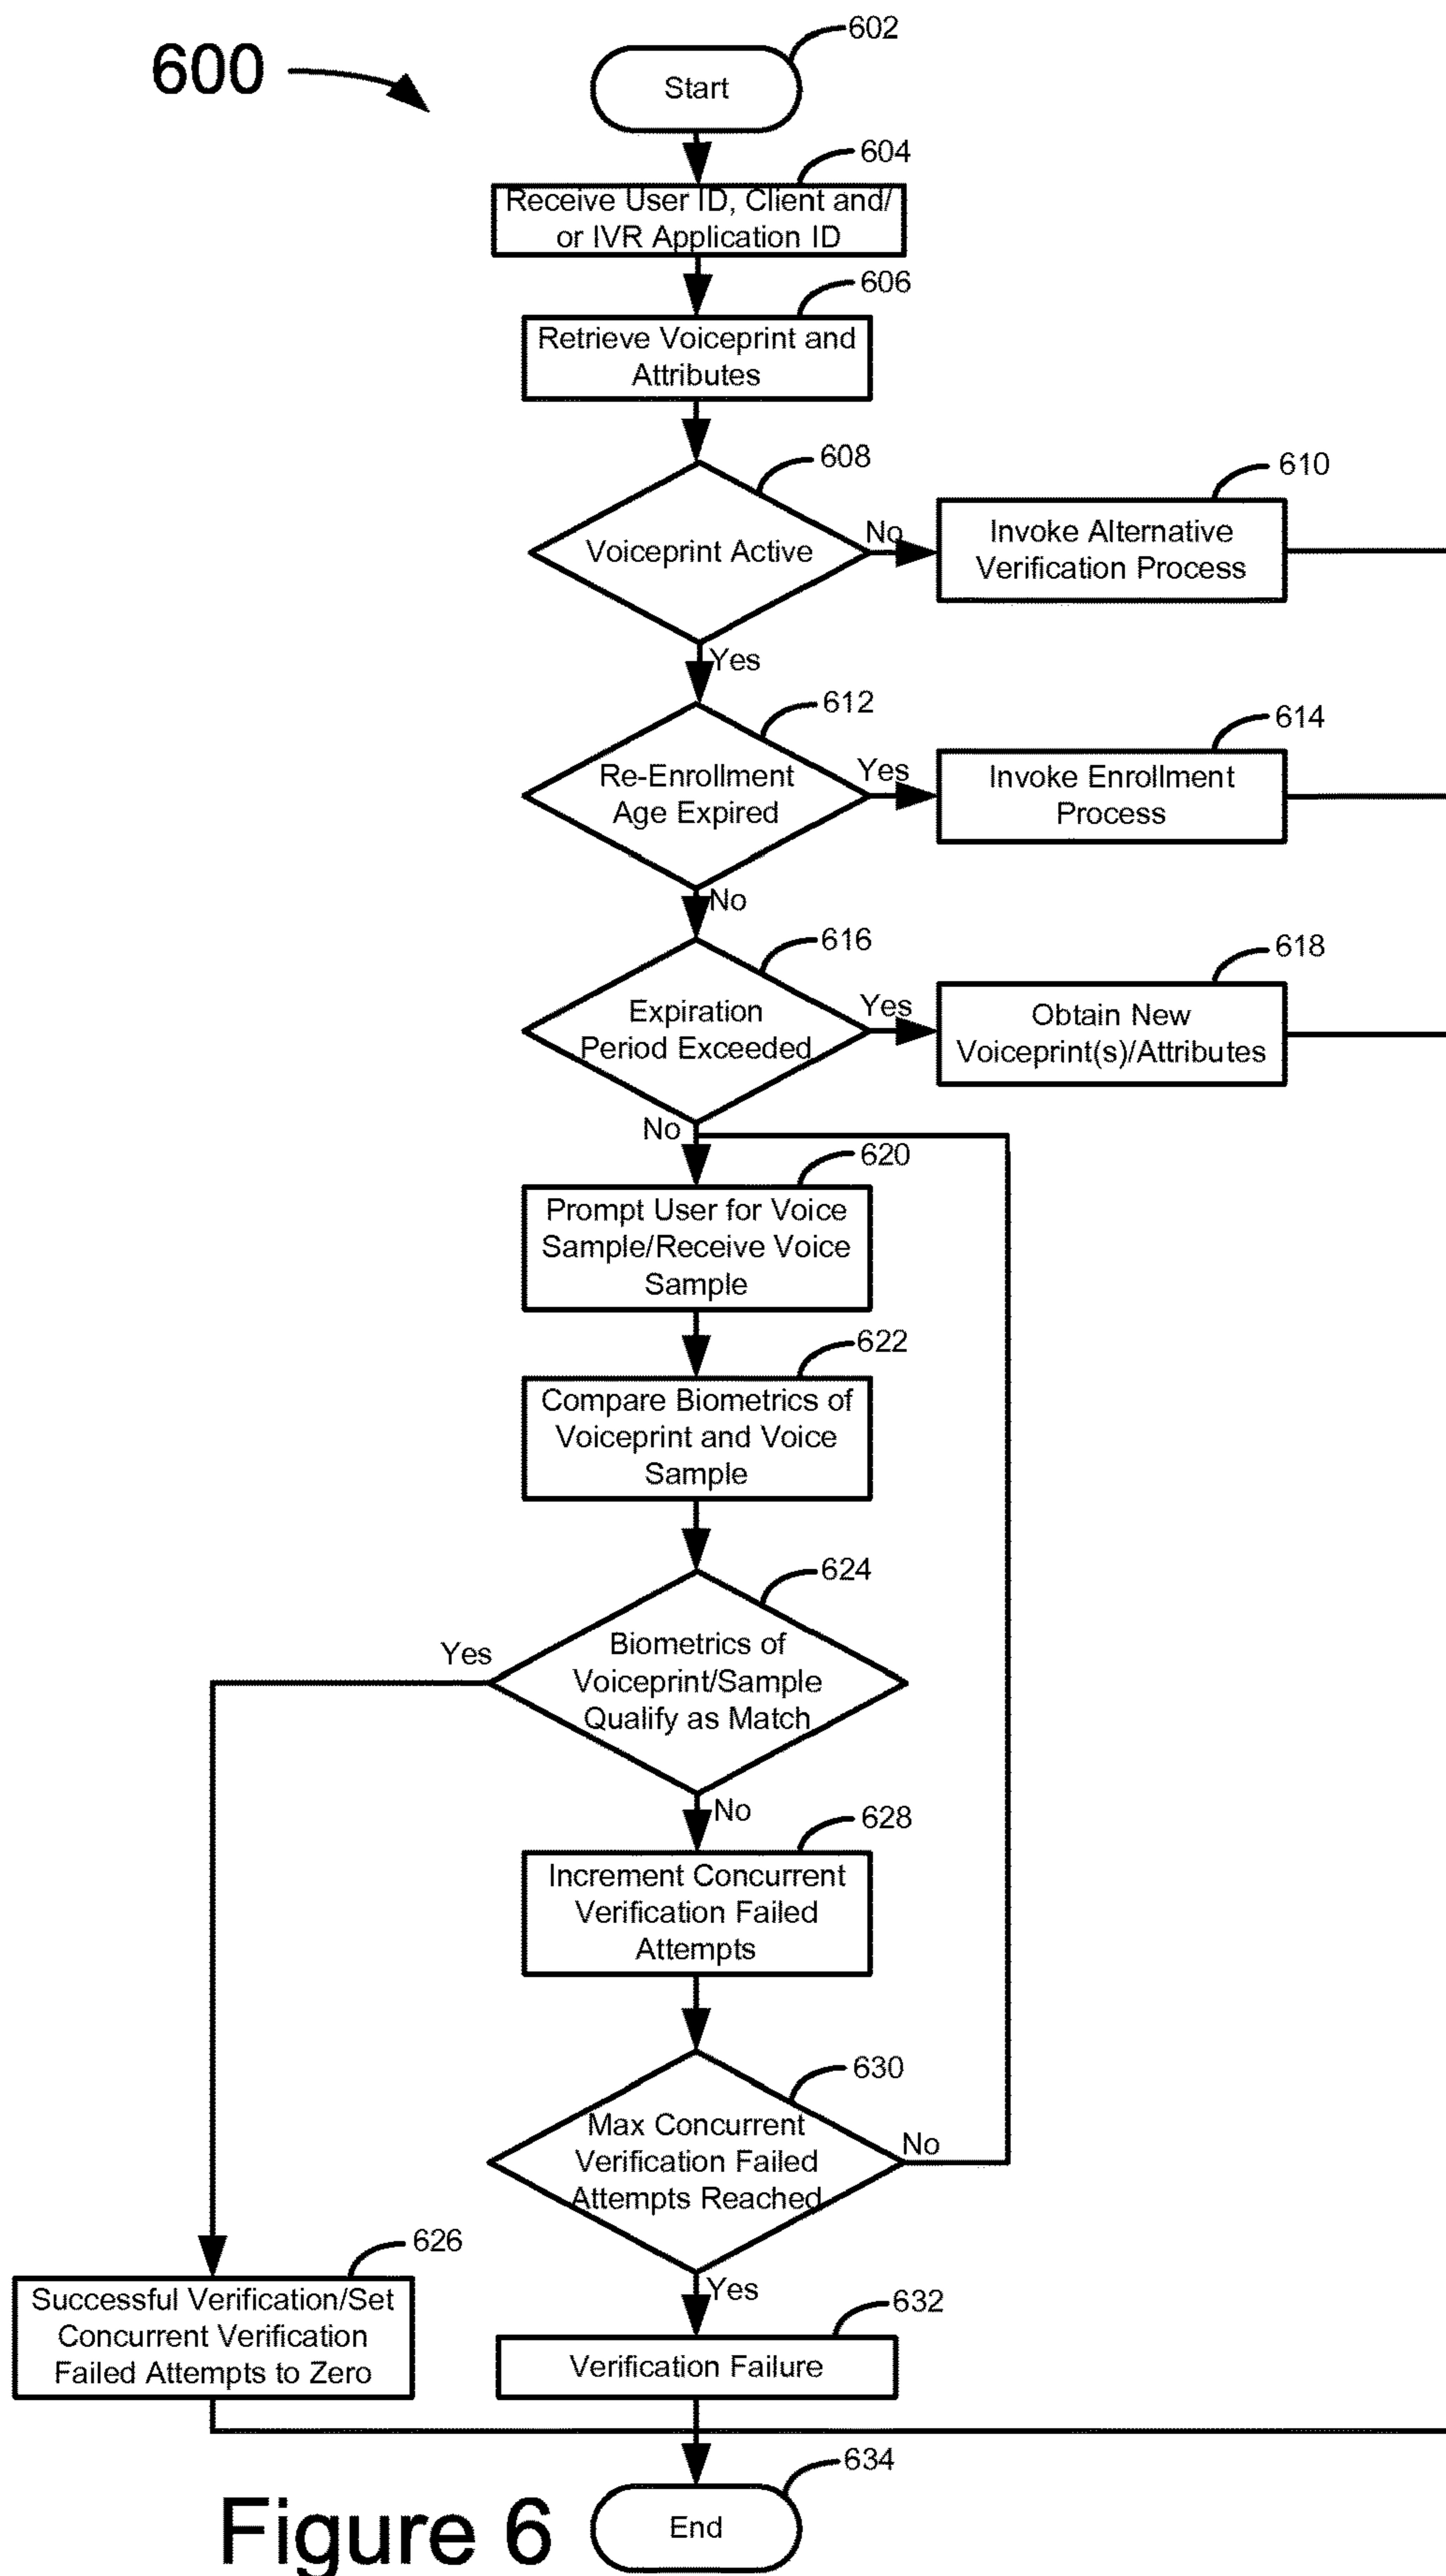 600
602
Start
604
Receive User ID, Client and/
or IVR Application ID
606
Retrieve Voiceprint and
Attributes
608
Voiceprint Active
No
610
Invoke Alternative
Verification Process
Yes
612
Re-Enrollment
Age Expired
Yes
614
Invoke Enrollment
Process
No
616
Expiration
Period Exceeded
Yes
618
Obtain New
Voiceprint(s)/Attributes
No
620
Prompt User for Voice
Sample/Receive Voice
Sample
622
Compare Biometrics of
Voiceprint and Voice
Sample
624
Biometrics of
Voiceprint/Sample
Qualify as Match
Yes
No
628
Increment Concurrent
Verification Failed
Attempts
630
Max Concurrent
Verification Failed
Attempts Reached
No
626
Successful Verification/Set
Concurrent Verification
Failed Attempts to Zero
Yes
632
Verification Failure
634
End
Figure 6